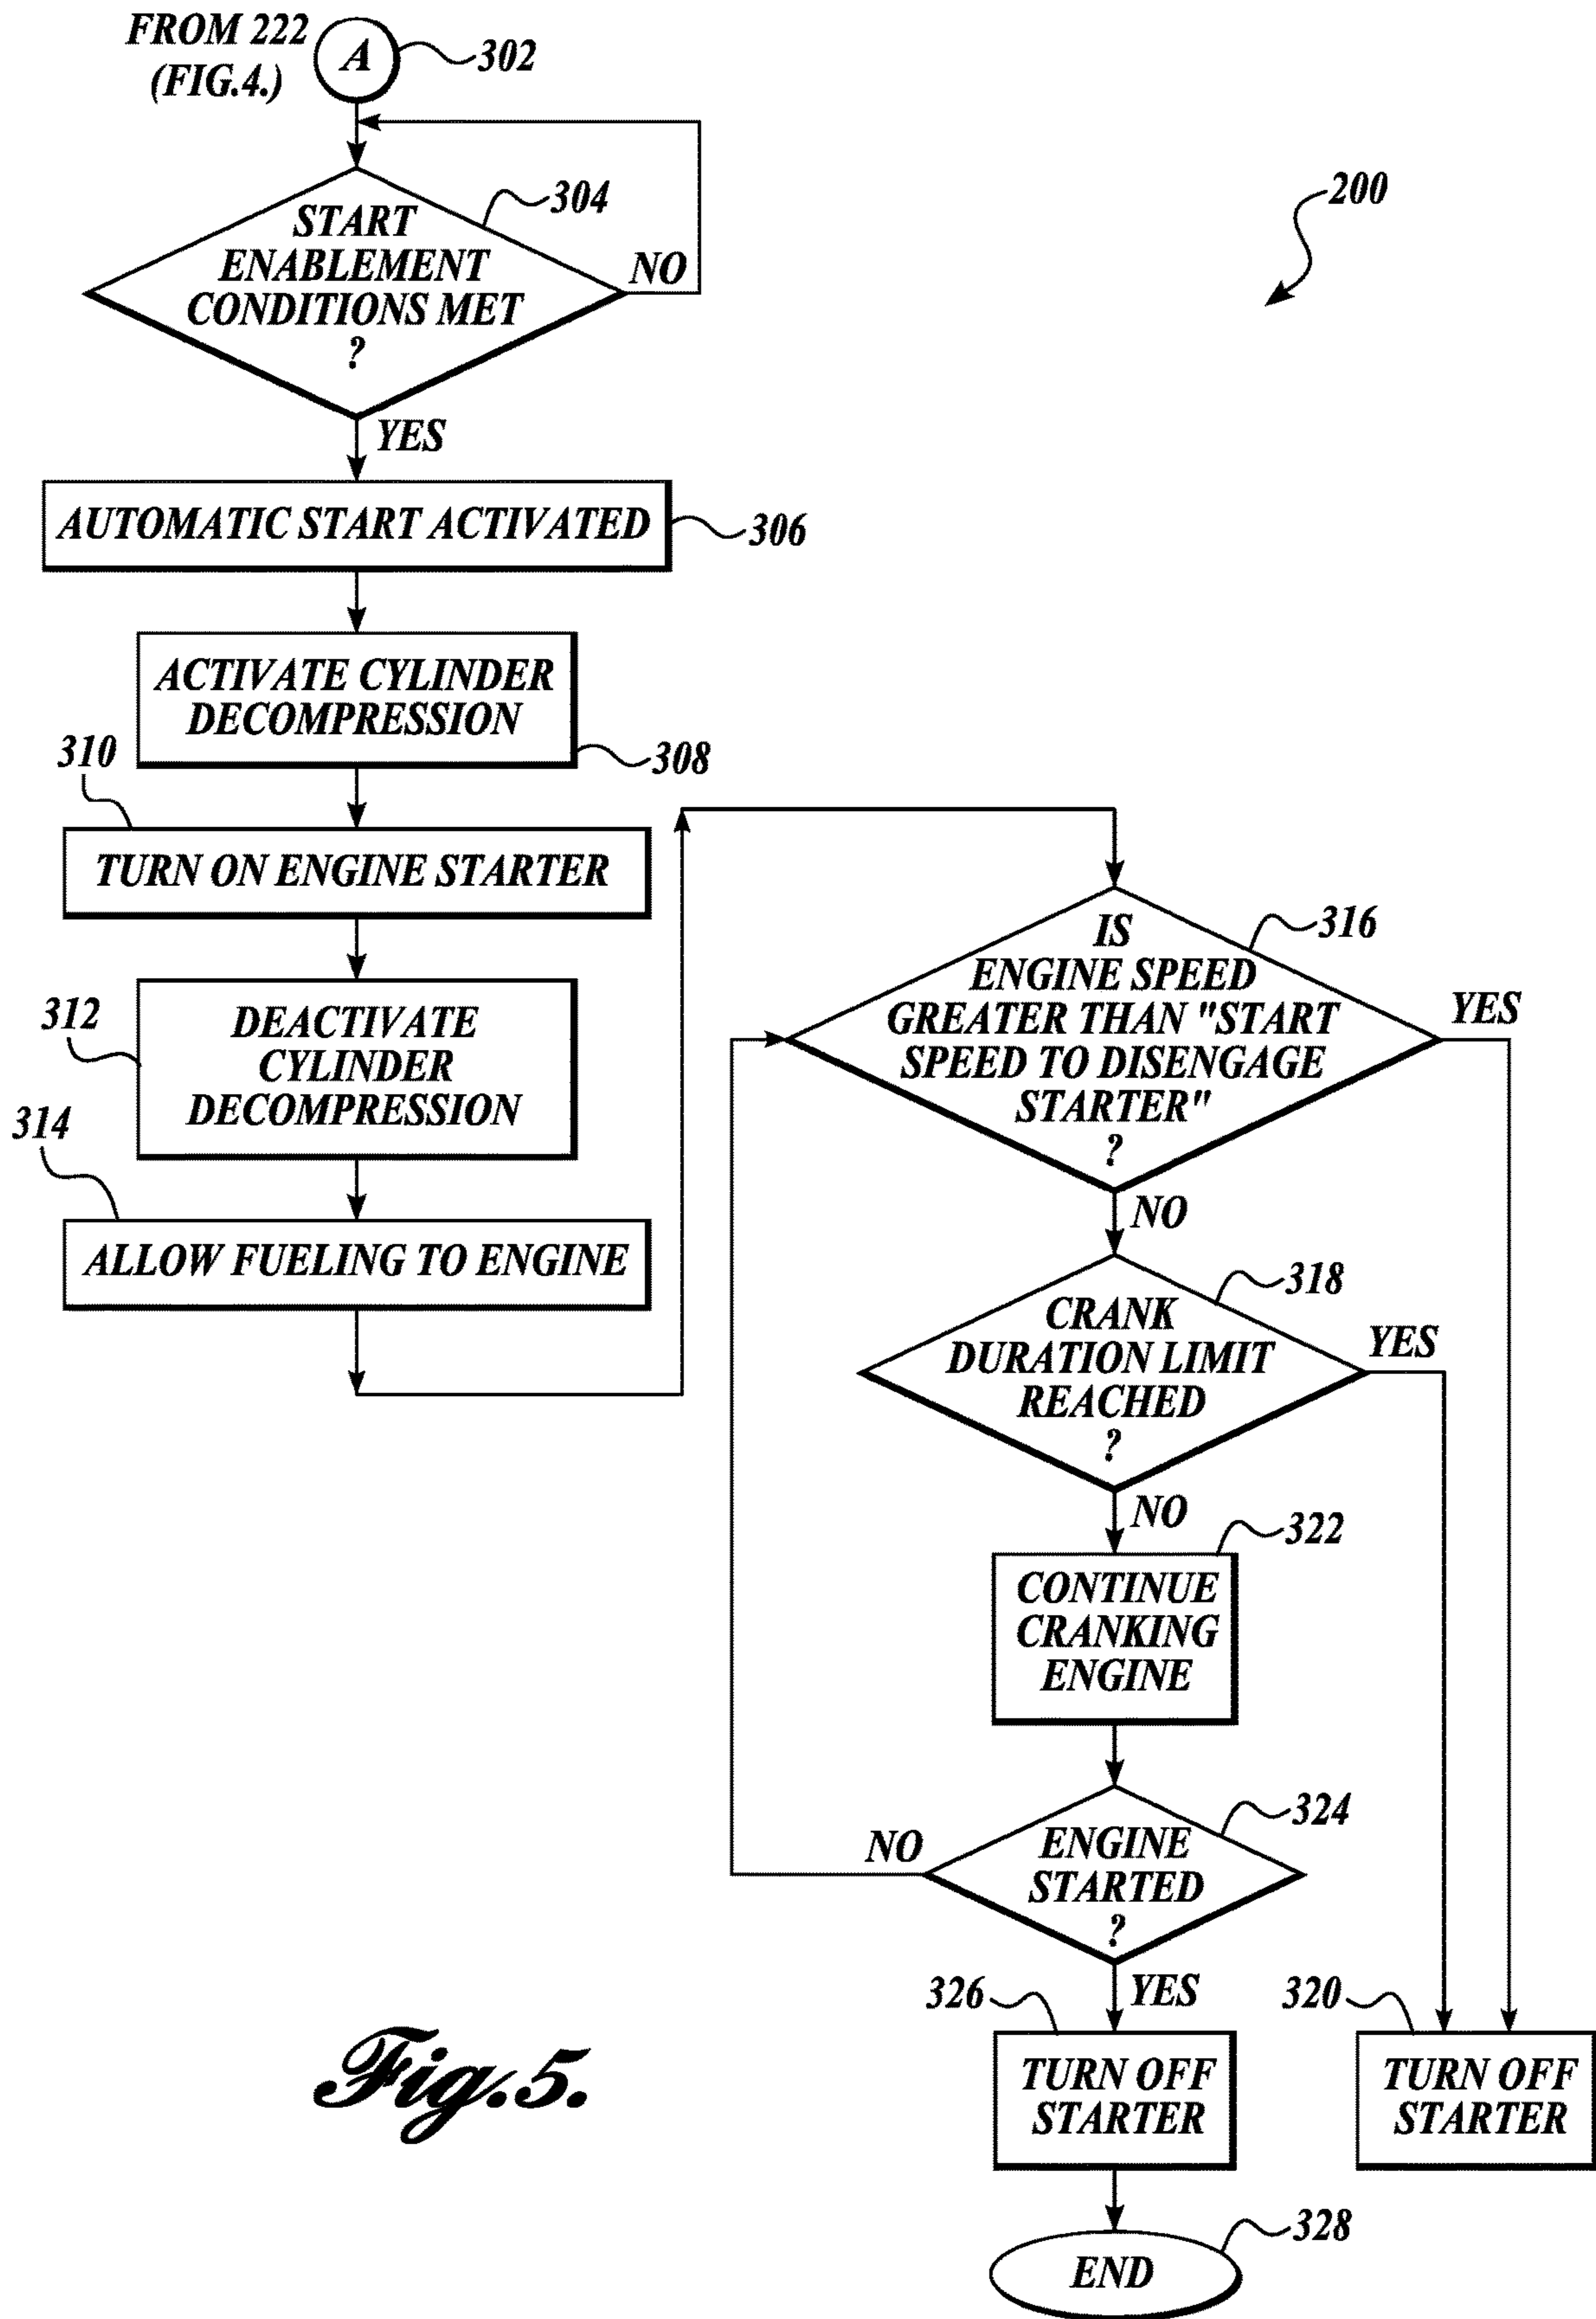 FROM 222
(FIG.4.)
A
302
200
START
ENABLEMENT
CONDITIONS MET
?
304
NO
YES
AUTOMATIC START ACTIVATED
306
ACTIVATE CYLINDER
DECOMPRESSION
308
310
TURN ON ENGINE STARTER
312
DEACTIVATE
CYLINDER
DECOMPRESSION
314
ALLOW FUELING TO ENGINE
IS
ENGINE SPEED
GREATER THAN "START
SPEED TO DISENGAGE
STARTER"
?
316
YES
NO
CRANK
DURATION LIMIT
REACHED
?
318
YES
NO
322
CONTINUE
CRANKING
ENGINE
ENGINE
STARTED
?
324
NO
YES
326
TURN OFF
STARTER
320
TURN OFF
STARTER
END
328
Fig.5.